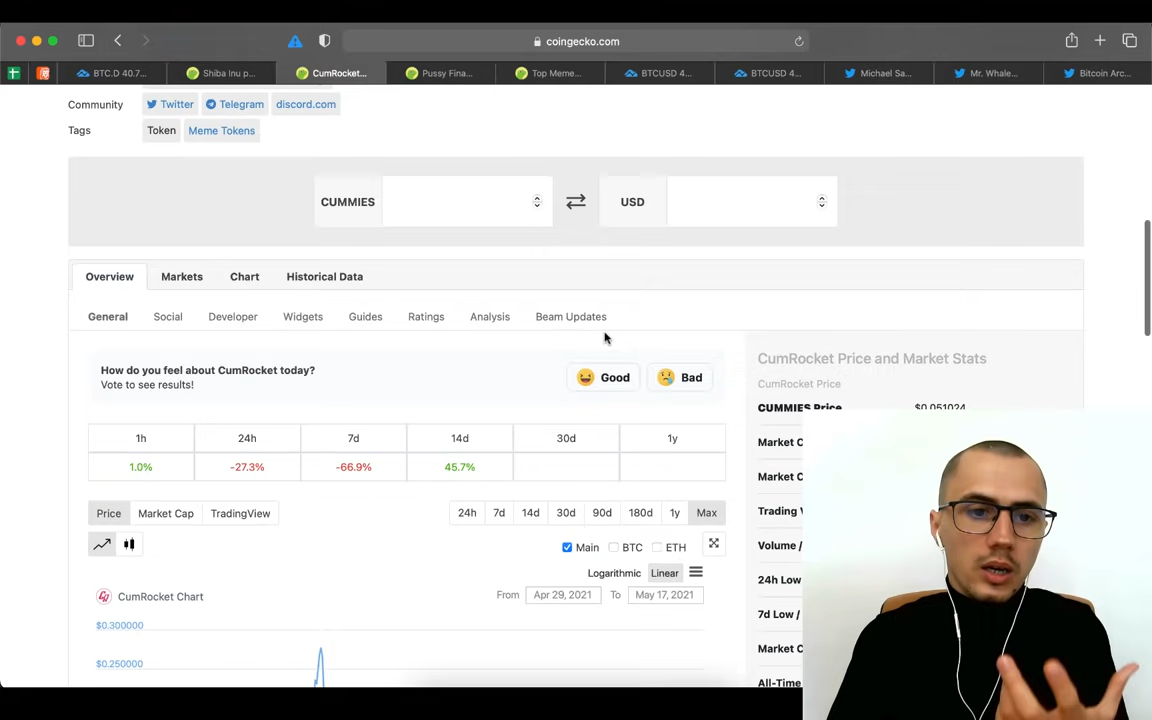 coingecko.com
BTC.D 40.7...
Shiba Inu p...
CumRocket...
Pussy Fina...
Top Meme...
BTCUSD 4...
BTCUSD 4...
Michael Sa...
Mr. Whale...
Bitcoin Arc...
Community Twitter Telegram discord.com
Tags Token Meme Tokens
CUMMIES USD
Overview Markets Chart Historical Data
General Social Developer Widgets Guides Ratings Analysis Beam Updates
How do you feel about CumRocket today?
Vote to see results!
Good Bad
1h 24h 7d 14d 30d 1y
1.0% -27.3% -66.9% 45.7%
Price Market Cap TradingView
24h 7d 14d 30d 90d 180d 1y Max
Main BTC ETH
Logarithmic Linear
CumRocket Chart
From Apr 29, 2021 To May 17, 2021
$0.300000
$0.250000
CumRocket Price and Market Stats
CumRocket Price
CUMMIES Price $0.051024
Market C
Market C
Trading V
Volume /
24h Low
7d Low /
Market C
All-Time